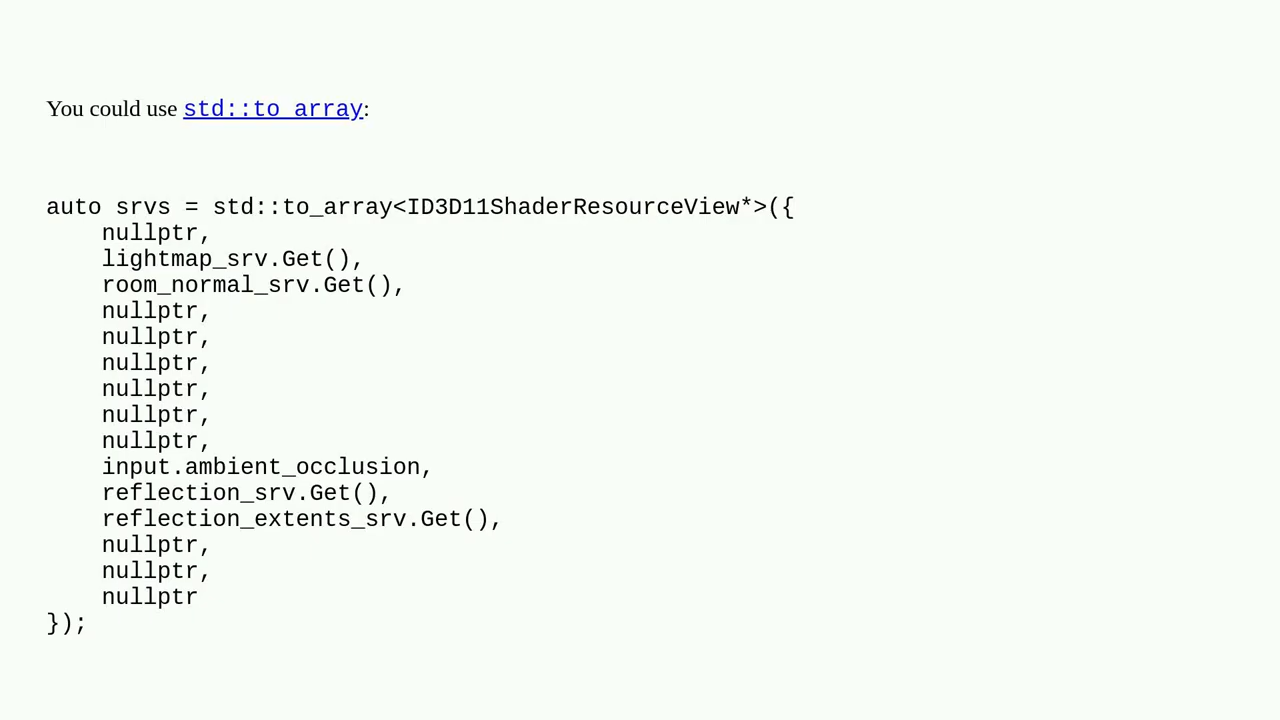 You could use std::to_array:
auto srvs = std::to_array<ID3D11ShaderResourceView*>({
    nullptr,
    lightmap_srv.Get(),
    room_normal_srv.Get(),
    nullptr,
    nullptr,
    nullptr,
    nullptr,
    nullptr,
    nullptr,
    input.ambient_occlusion,
    reflection_srv.Get(),
    reflection_extents_srv.Get(),
    nullptr,
    nullptr,
    nullptr
});